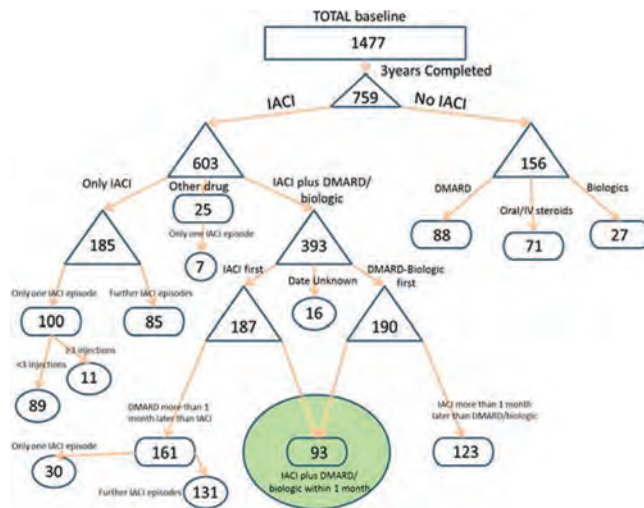 TOTAL baseline
1477
3years Completed
759
IACI
No IACI
603
156
Only IACI
Other drug
25
IACI plus DMARD/
biologic
DMARD
Oral/IV steroids
Biologics
88
71
27
185
Only one IACI episode
7
393
Only one IACI episode
Further IACI episodes
IACI first
Date Unknown
DMARD-Biologic
first
100
85
187
16
190
<3 injections
≥3 injections
89
11
DMARD more than 1
month later than IACI
IACI more than 1 month
later than DMARD/biologic
Only one IACI episode
161
93
123
30
Further IACI episodes
131
IACI plus DMARD/
biologic within 1 month